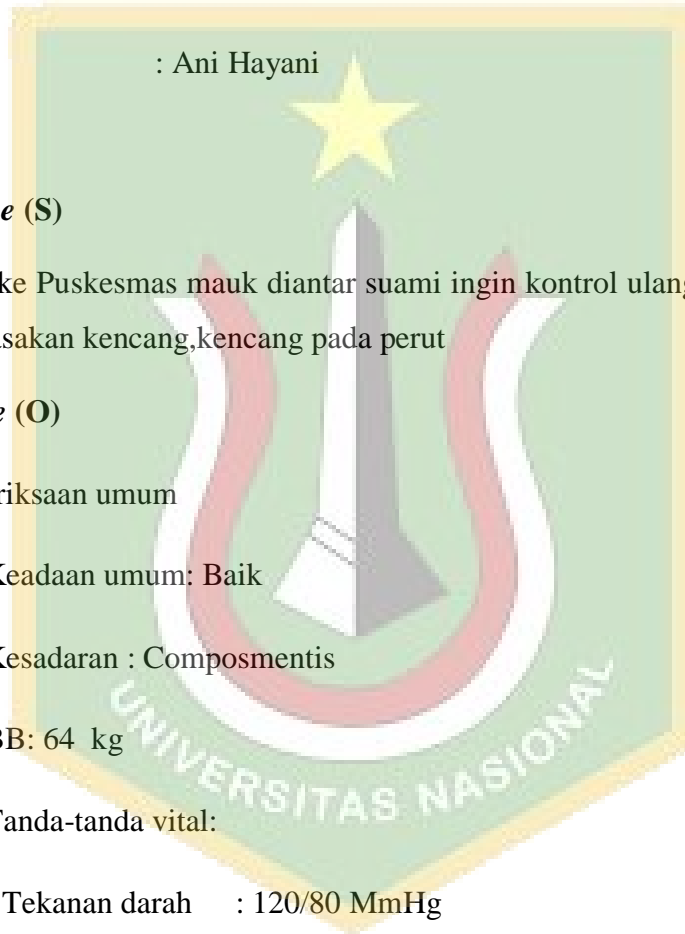 : Ani Hayani
e (S)
ke Puskesmas mauk diantar suami ingin kontrol ulang
asakan kencang,kencang pada perut
e (O)
riksaan umum
Keadaan umum: Baik
Kesadaran : Composmentis
BB: 64 kg
Tanda-tanda vital:
Tekanan darah : 120/80 MmHg
UNIVERSITAS NASIONAL